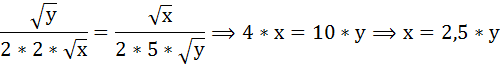 √y / (2 * 2 * √x) = √x / (2 * 5 * √y) ⟹ 4 * x = 10 * y ⟹ x = 2,5 * y